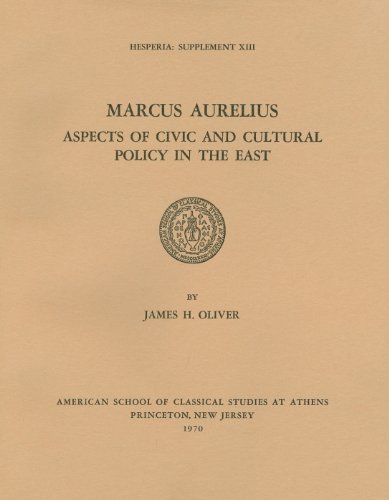 HESPERIA: SUPPLEMENT XIII
MARCUS AURELIUS
ASPECTS OF CIVIC AND CULTURAL
POLICY IN THE EAST
BY
JAMES H. OLIVER
AMERICAN SCHOOL OF CLASSICAL STUDIES AT ATHENS
PRINCETON, NEW JERSEY
1970